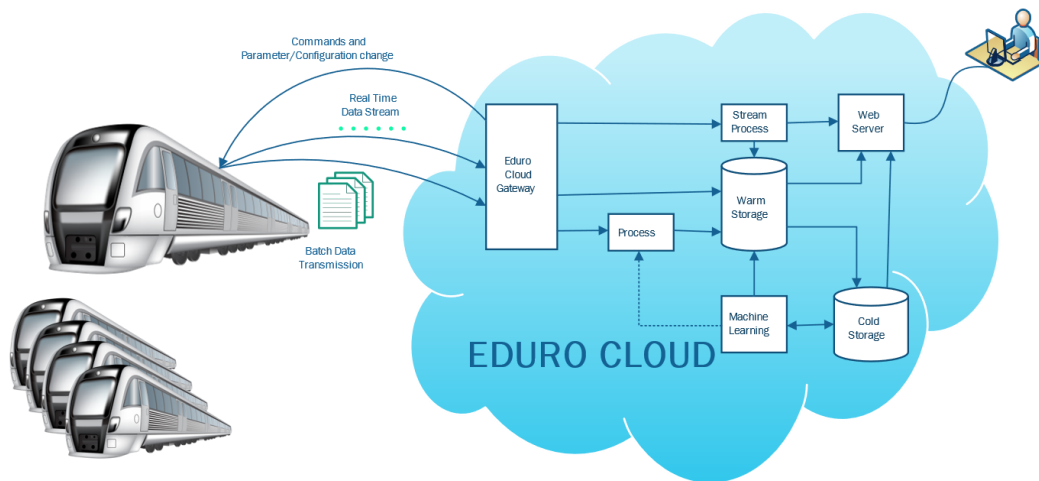 Commands and
Parameter/Configuration change
Real Time
Data Stream
Batch Data
Transmission
Eduro
Cloud
Gateway
Stream
Process
Web
Server
Warm
Storage
Process
Machine
Learning
Cold
Storage
EDURO CLOUD